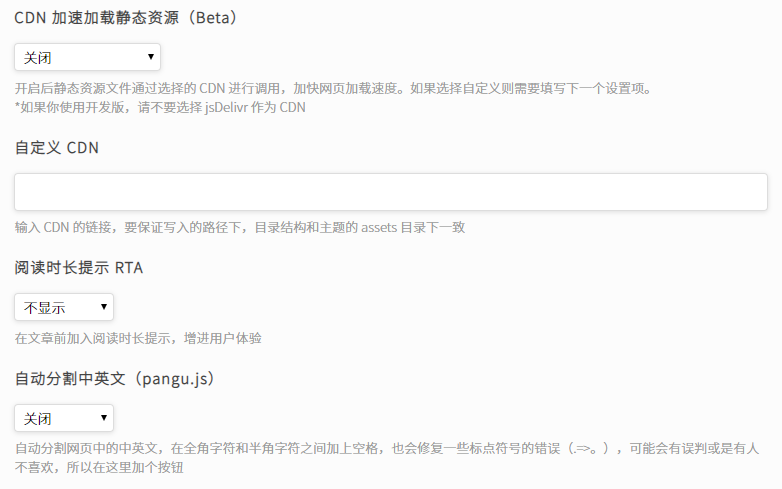 CDN 加速加载静态资源（Beta）
关闭
开启后静态资源文件通过选择的 CDN 进行调用，加快网页加载速度。如果选择自定义则需要填写下一个设置项。
*如果你使用开发版，请不要选择 jsDelivr 作为 CDN
自定义 CDN
输入 CDN 的链接，要保证写入的路径下，目录结构和主题的 assets 目录下一致
阅读时长提示 RTA
不显示
在文章前加入阅读时长提示，增进用户体验
自动分割中英文（pangu.js）
关闭
自动分割网页中的中英文，在全角字符和半角字符之间加上空格，也会修复一些标点符号的错误（.=>。），可能会有误判或是有人
不喜欢，所以在这里加个按钮